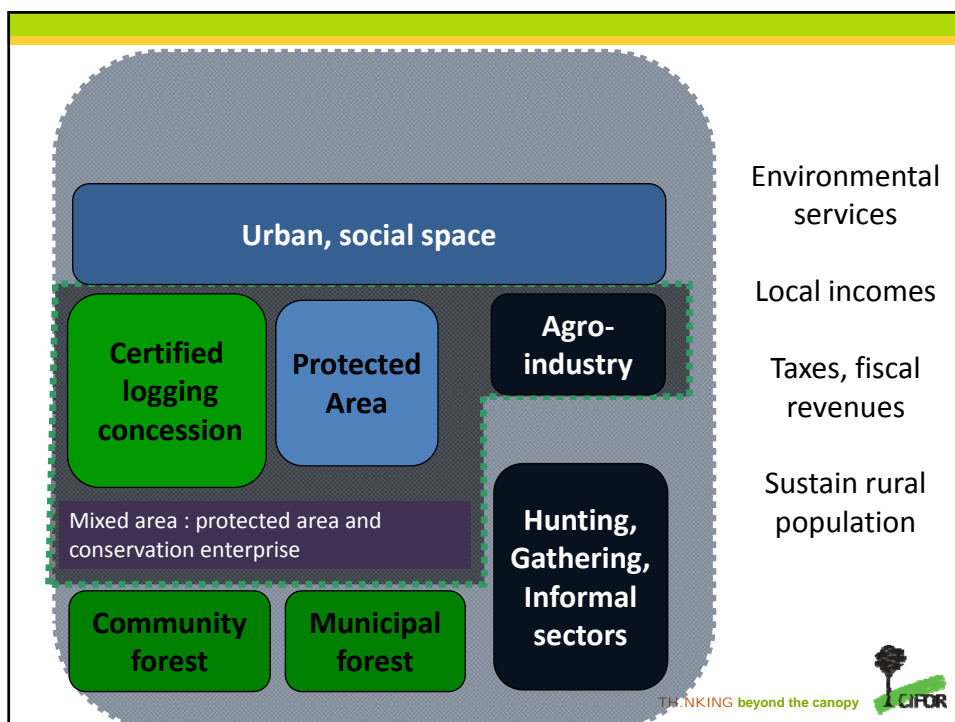 Urban, social space
Certified
logging
concession
Protected
Area
Agro-
industry
Mixed area : protected area and
conservation enterprise
Hunting,
Gathering,
Informal
sectors
Community
forest
Municipal
forest
Environmental
services
Local incomes
Taxes, fiscal
revenues
Sustain rural
population
THINKING beyond the canopy
CIFOR